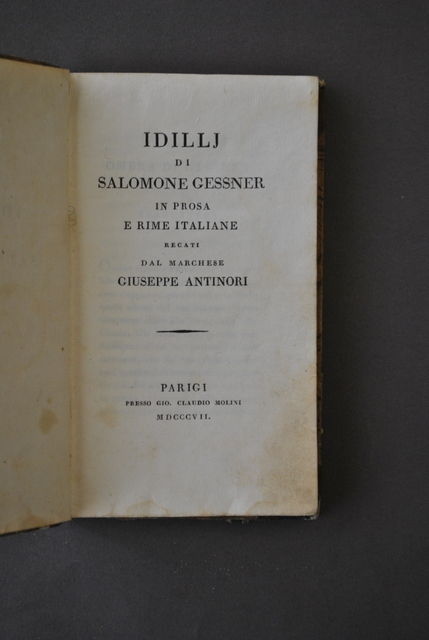 IDILLJ
DI
SALOMONE GESSNER
IN PROSA
E RIME ITALIANE
RECATI
DAL MARCHESE
GIUSEPPE ANTINORI
PARIGI
PRESSO GIO. CLAUDIO MOLINI
MDCCCVII.